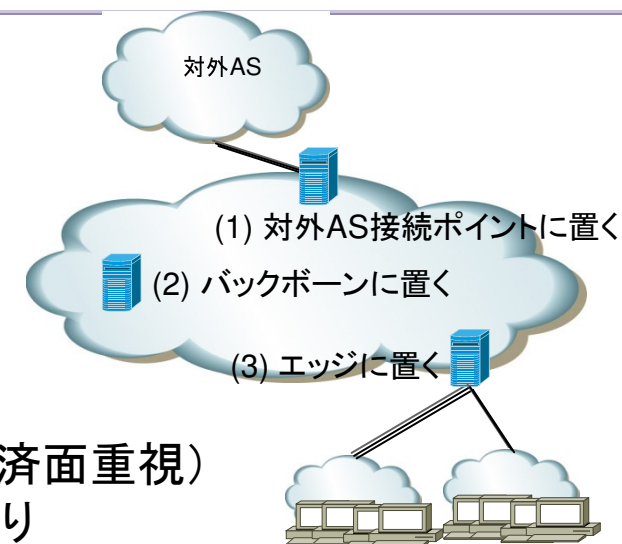 対外AS
(1) 対外AS接続ポイントに置く
(2) バックボーンに置く
(3) エッジに置く
済面重視）
り